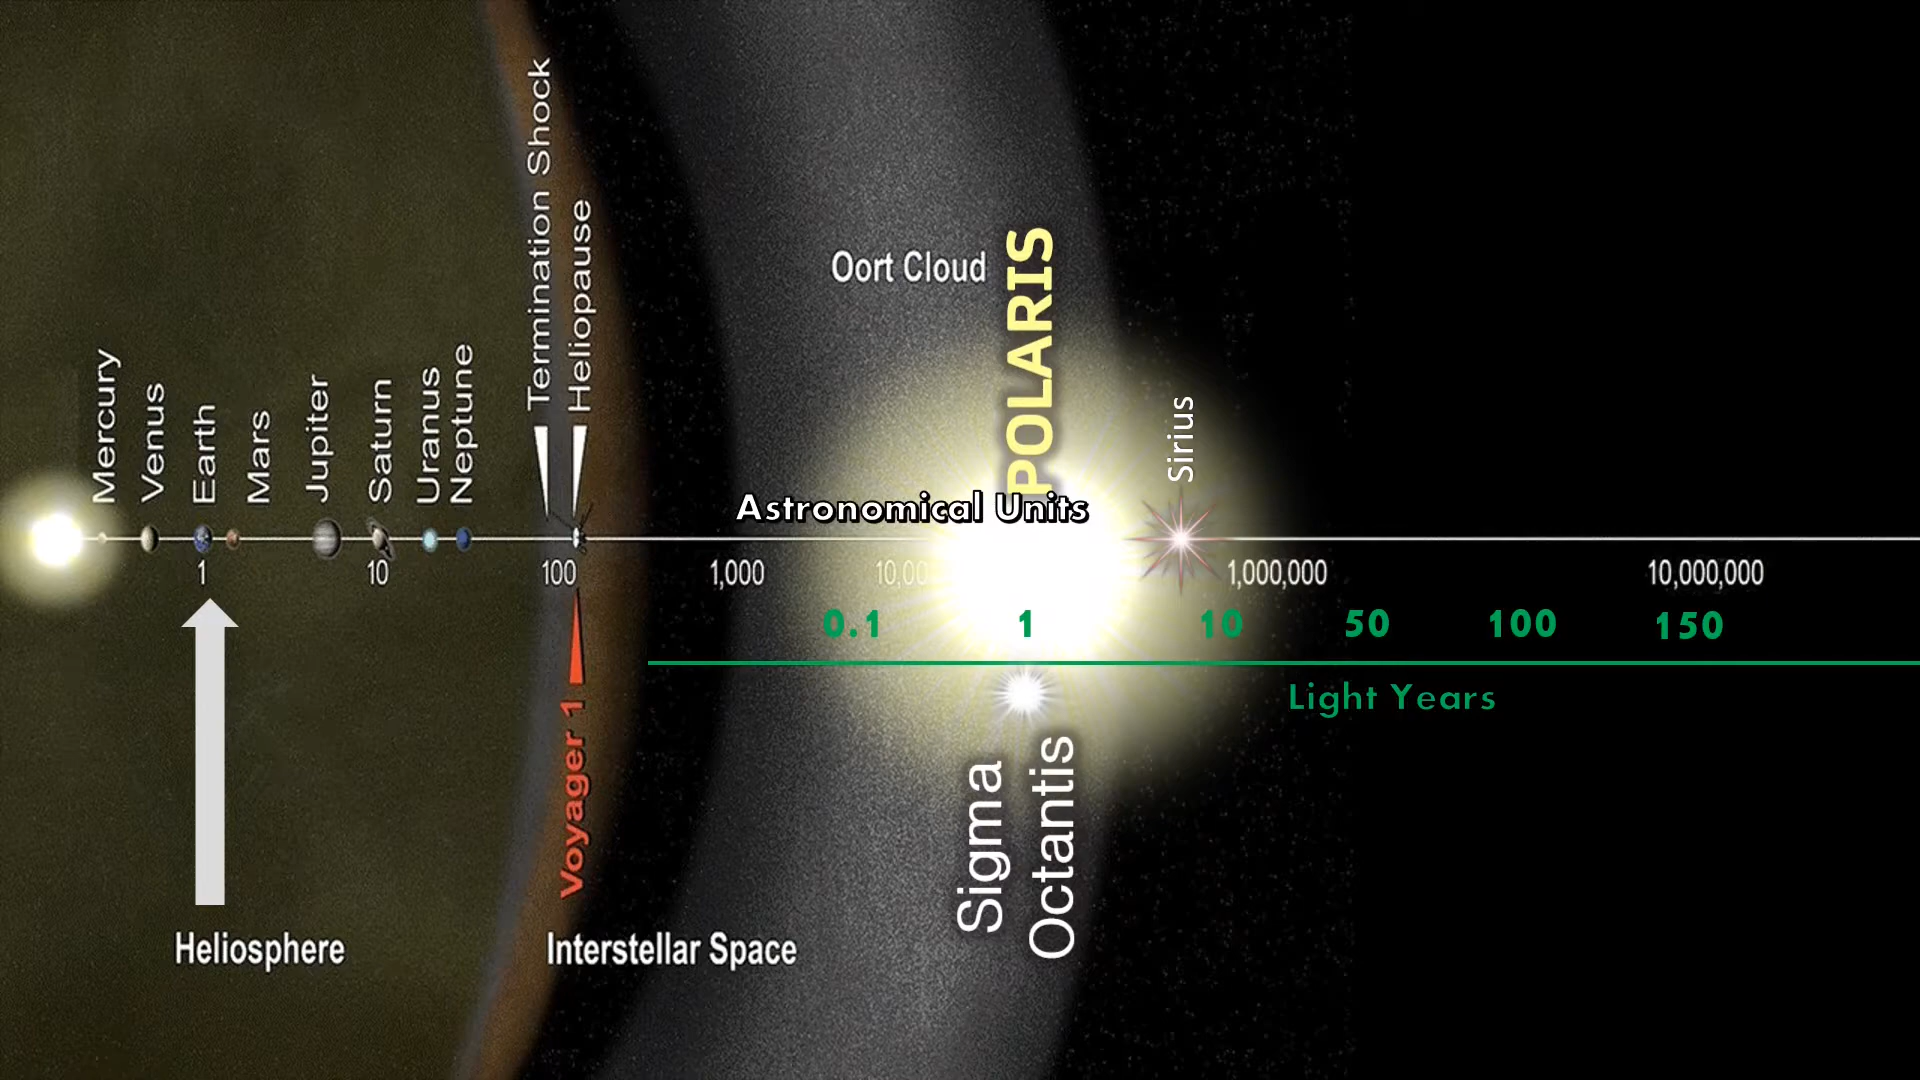 Termination Shock
Heliopause
Oort Cloud
POLARIS
Mercury
Venus
Earth
Mars
Jupiter
Saturn
Uranus
Neptune
Sirius
Astronomical Units
1
10
100
1,000
10,00
1,000,000
10,000,000
0.1
1
10
50
100
150
Light Years
Voyager 1
Sigma
Octantis
Heliosphere
Interstellar Space